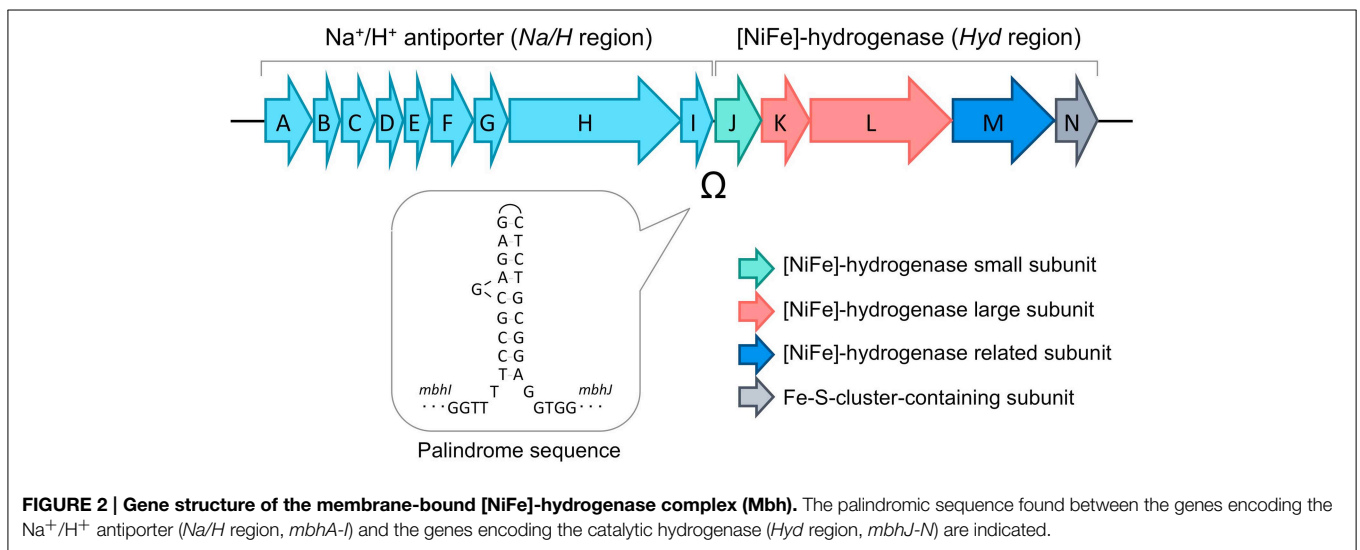 Na⁺/H⁺ antiporter (Na/H region) [NiFe]-hydrogenase (Hyd region)
A B C D E F G H I J K L M N
Ω
G C
A T
G C
A T
G
C G
G C
C G
C G
T A
T G
mbhI mbhJ
···GGTT GTGG···
Palindrome sequence
[NiFe]-hydrogenase small subunit
[NiFe]-hydrogenase large subunit
[NiFe]-hydrogenase related subunit
Fe-S-cluster-containing subunit
FIGURE 2 | Gene structure of the membrane-bound [NiFe]-hydrogenase complex (Mbh). The palindromic sequence found between the genes encoding the
Na⁺/H⁺ antiporter (Na/H region, mbhA-I) and the genes encoding the catalytic hydrogenase (Hyd region, mbhJ-N) are indicated.